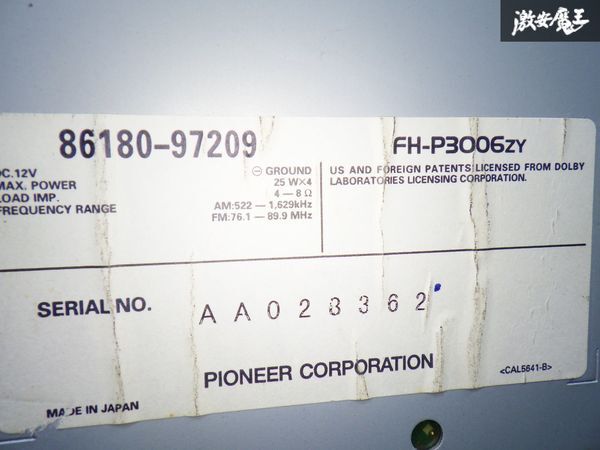 激安魔王
86180-97209
FH-P3006ZY
DC.12V
⊖ GROUND
MAX. POWER
25 W×4
LOAD IMP.
4 — 8 Ω
FREQUENCY RANGE
AM:522 — 1,629kHz
FM:76.1 — 89.9 MHz
US AND FOREIGN PATENTS LICENSED FROM DOLBY
LABORATORIES LICENSING CORPORATION.
SERIAL NO.
AA023362
PIONEER CORPORATION
<CAL5641-B>
MADE IN JAPAN